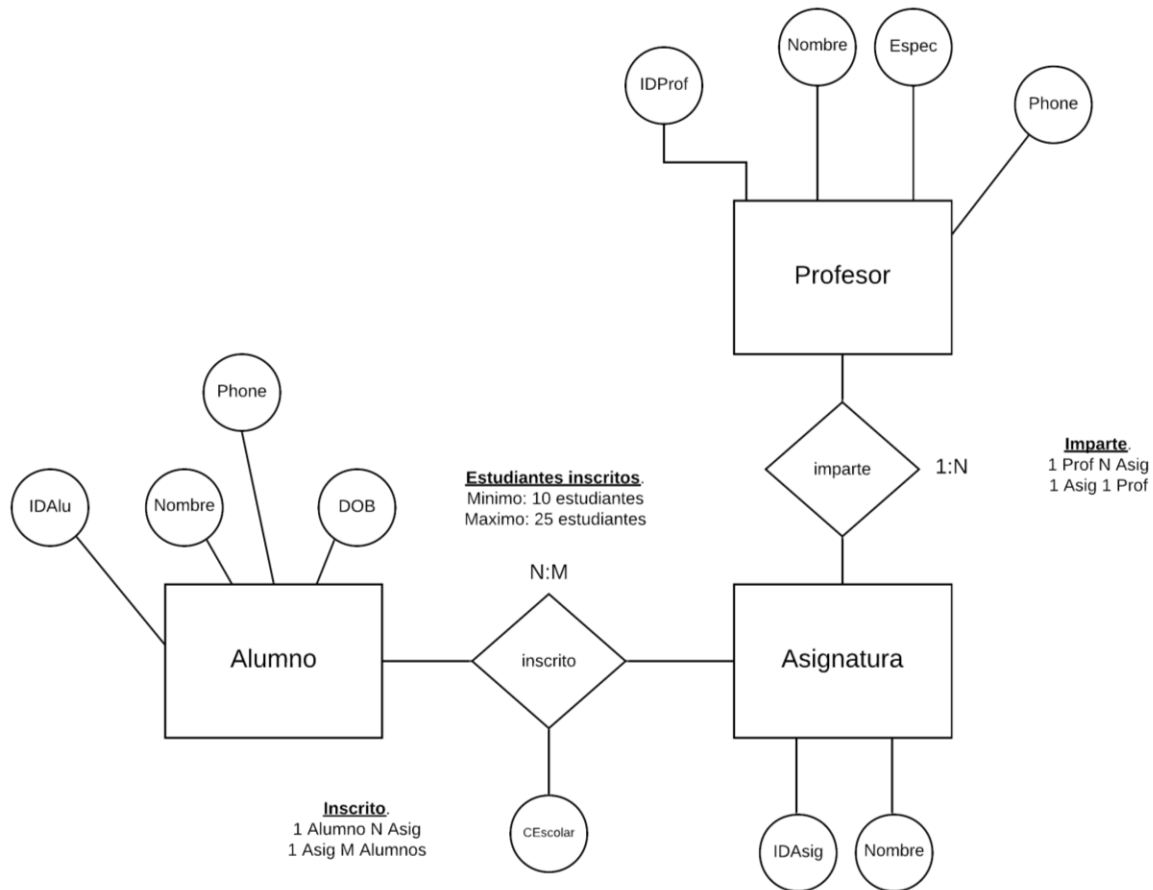 Nombre
Espec
IDProf
Phone
Profesor
Phone
imparte
1:N
Imparte.
1 Prof N Asig
1 Asig 1 Prof
Estudiantes inscritos.
Minimo: 10 estudiantes
Maximo: 25 estudiantes
IDAlu
Nombre
DOB
N:M
Alumno
inscrito
Asignatura
Inscrito.
1 Alumno N Asig
1 Asig M Alumnos
CEscolar
IDAsig
Nombre